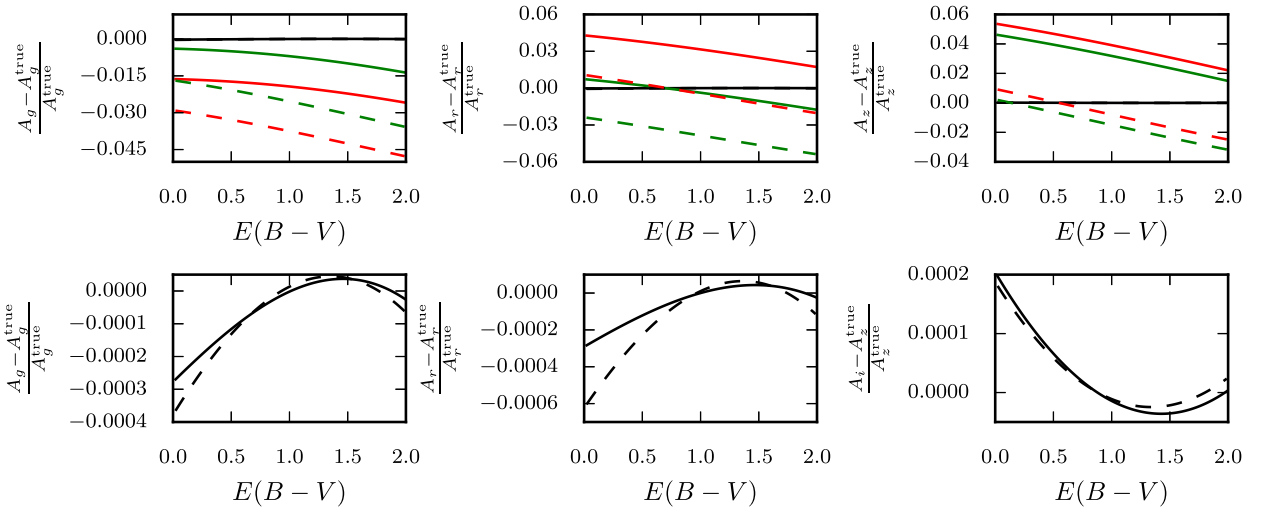 0.000
−0.015
−0.030
−0.045
A_g−A_g^true
A_g^true
0.0 0.5 1.0 1.5 2.0
E(B − V)
0.06
0.03
0.00
−0.03
−0.06
A_r−A_r^true
A_r^true
0.0 0.5 1.0 1.5 2.0
E(B − V)
0.06
0.04
0.02
0.00
−0.02
−0.04
A_z−A_z^true
A_z^true
0.0 0.5 1.0 1.5 2.0
E(B − V)
0.0000
−0.0001
−0.0002
−0.0003
−0.0004
A_g−A_g^true
A_g^true
0.0 0.5 1.0 1.5 2.0
E(B − V)
0.0000
−0.0002
−0.0004
−0.0006
A_r−A_r^true
A_r^true
0.0 0.5 1.0 1.5 2.0
E(B − V)
0.0002
0.0001
0.0000
A_i−A_z^true
A_z^true
0.0 0.5 1.0 1.5 2.0
E(B − V)